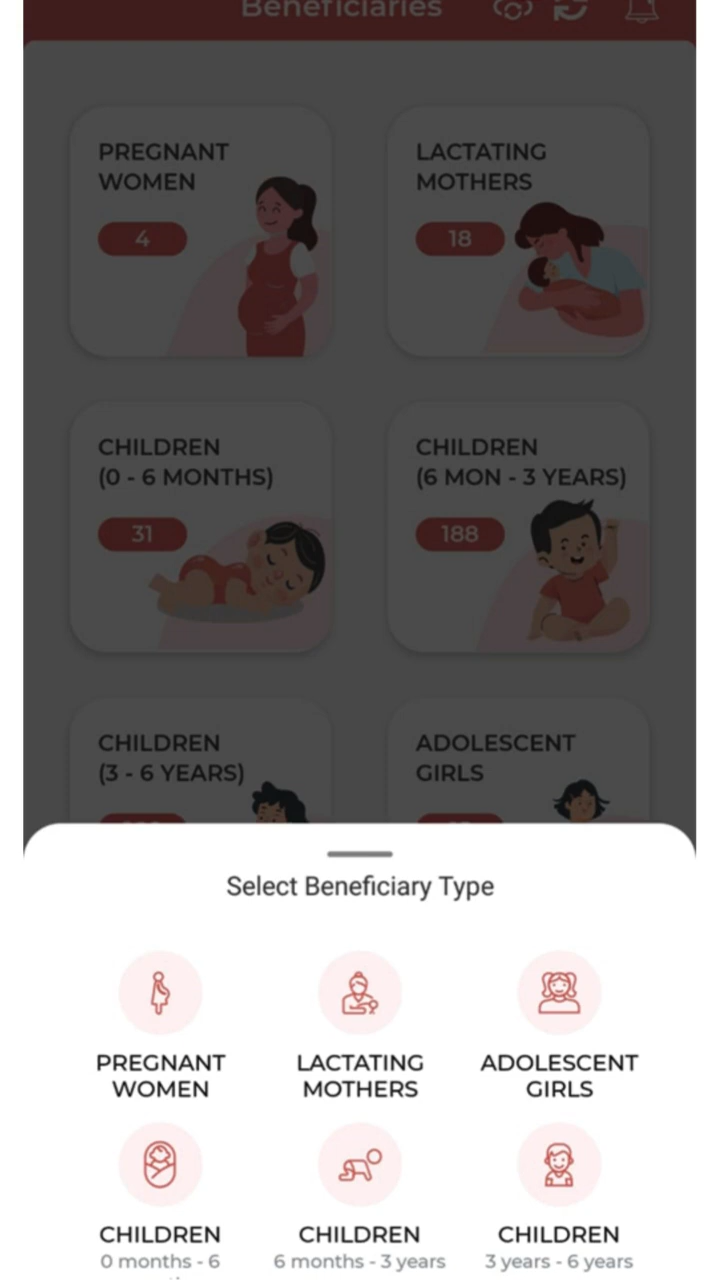 Beneficiaries
PREGNANT
WOMEN
4
LACTATING
MOTHERS
18
CHILDREN
(0 - 6 MONTHS)
31
CHILDREN
(6 MON - 3 YEARS)
188
CHILDREN
(3 - 6 YEARS)
ADOLESCENT
GIRLS
Select Beneficiary Type
PREGNANT
WOMEN
LACTATING
MOTHERS
ADOLESCENT
GIRLS
CHILDREN
0 months - 6
CHILDREN
6 months - 3 years
CHILDREN
3 years - 6 years